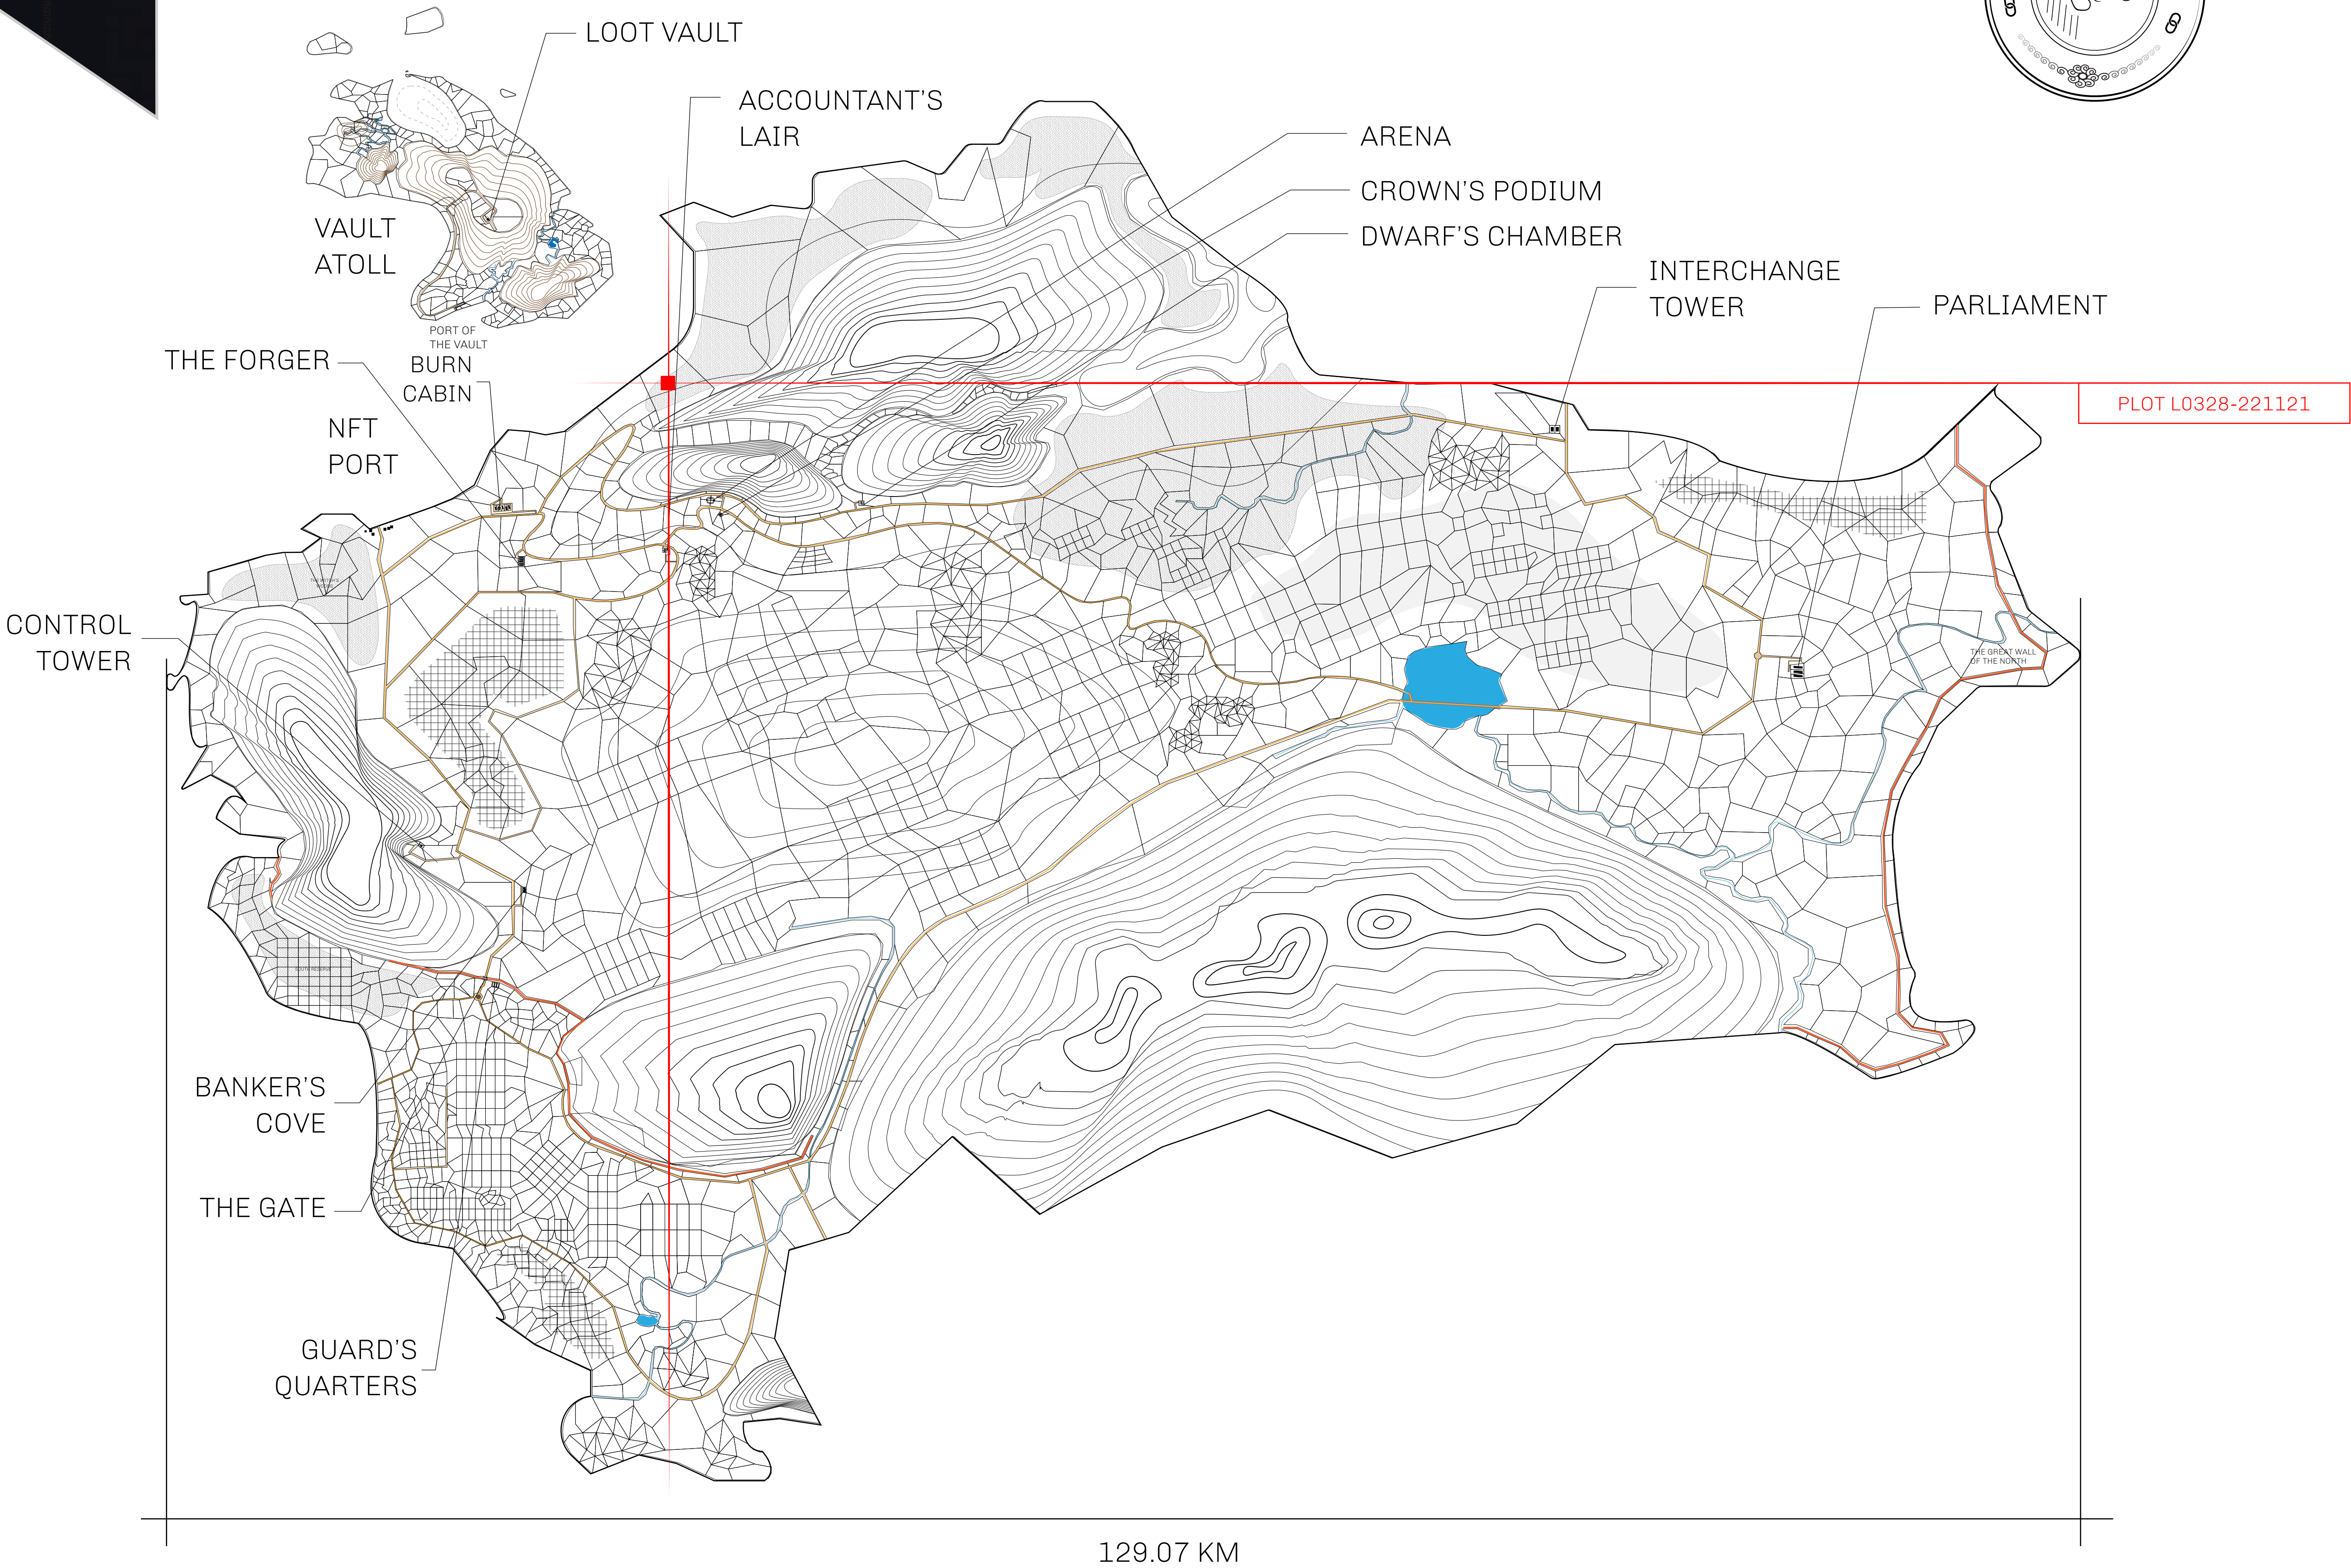 LOOT VAULT
ACCOUNTANT'S
LAIR
ARENA
CROWN'S PODIUM
DWARF'S CHAMBER
VAULT
ATOLL
INTERCHANGE
TOWER
PARLIAMENT
PORT OF
THE VAULT
THE FORGER
BURN
CABIN
PLOT L0328-221121
NFT
PORT
CONTROL
TOWER
THE GREAT WALL
OF THE NORTH
SOUTH RESERVE
BANKER'S
COVE
THE GATE
GUARD'S
QUARTERS
129.07 KM